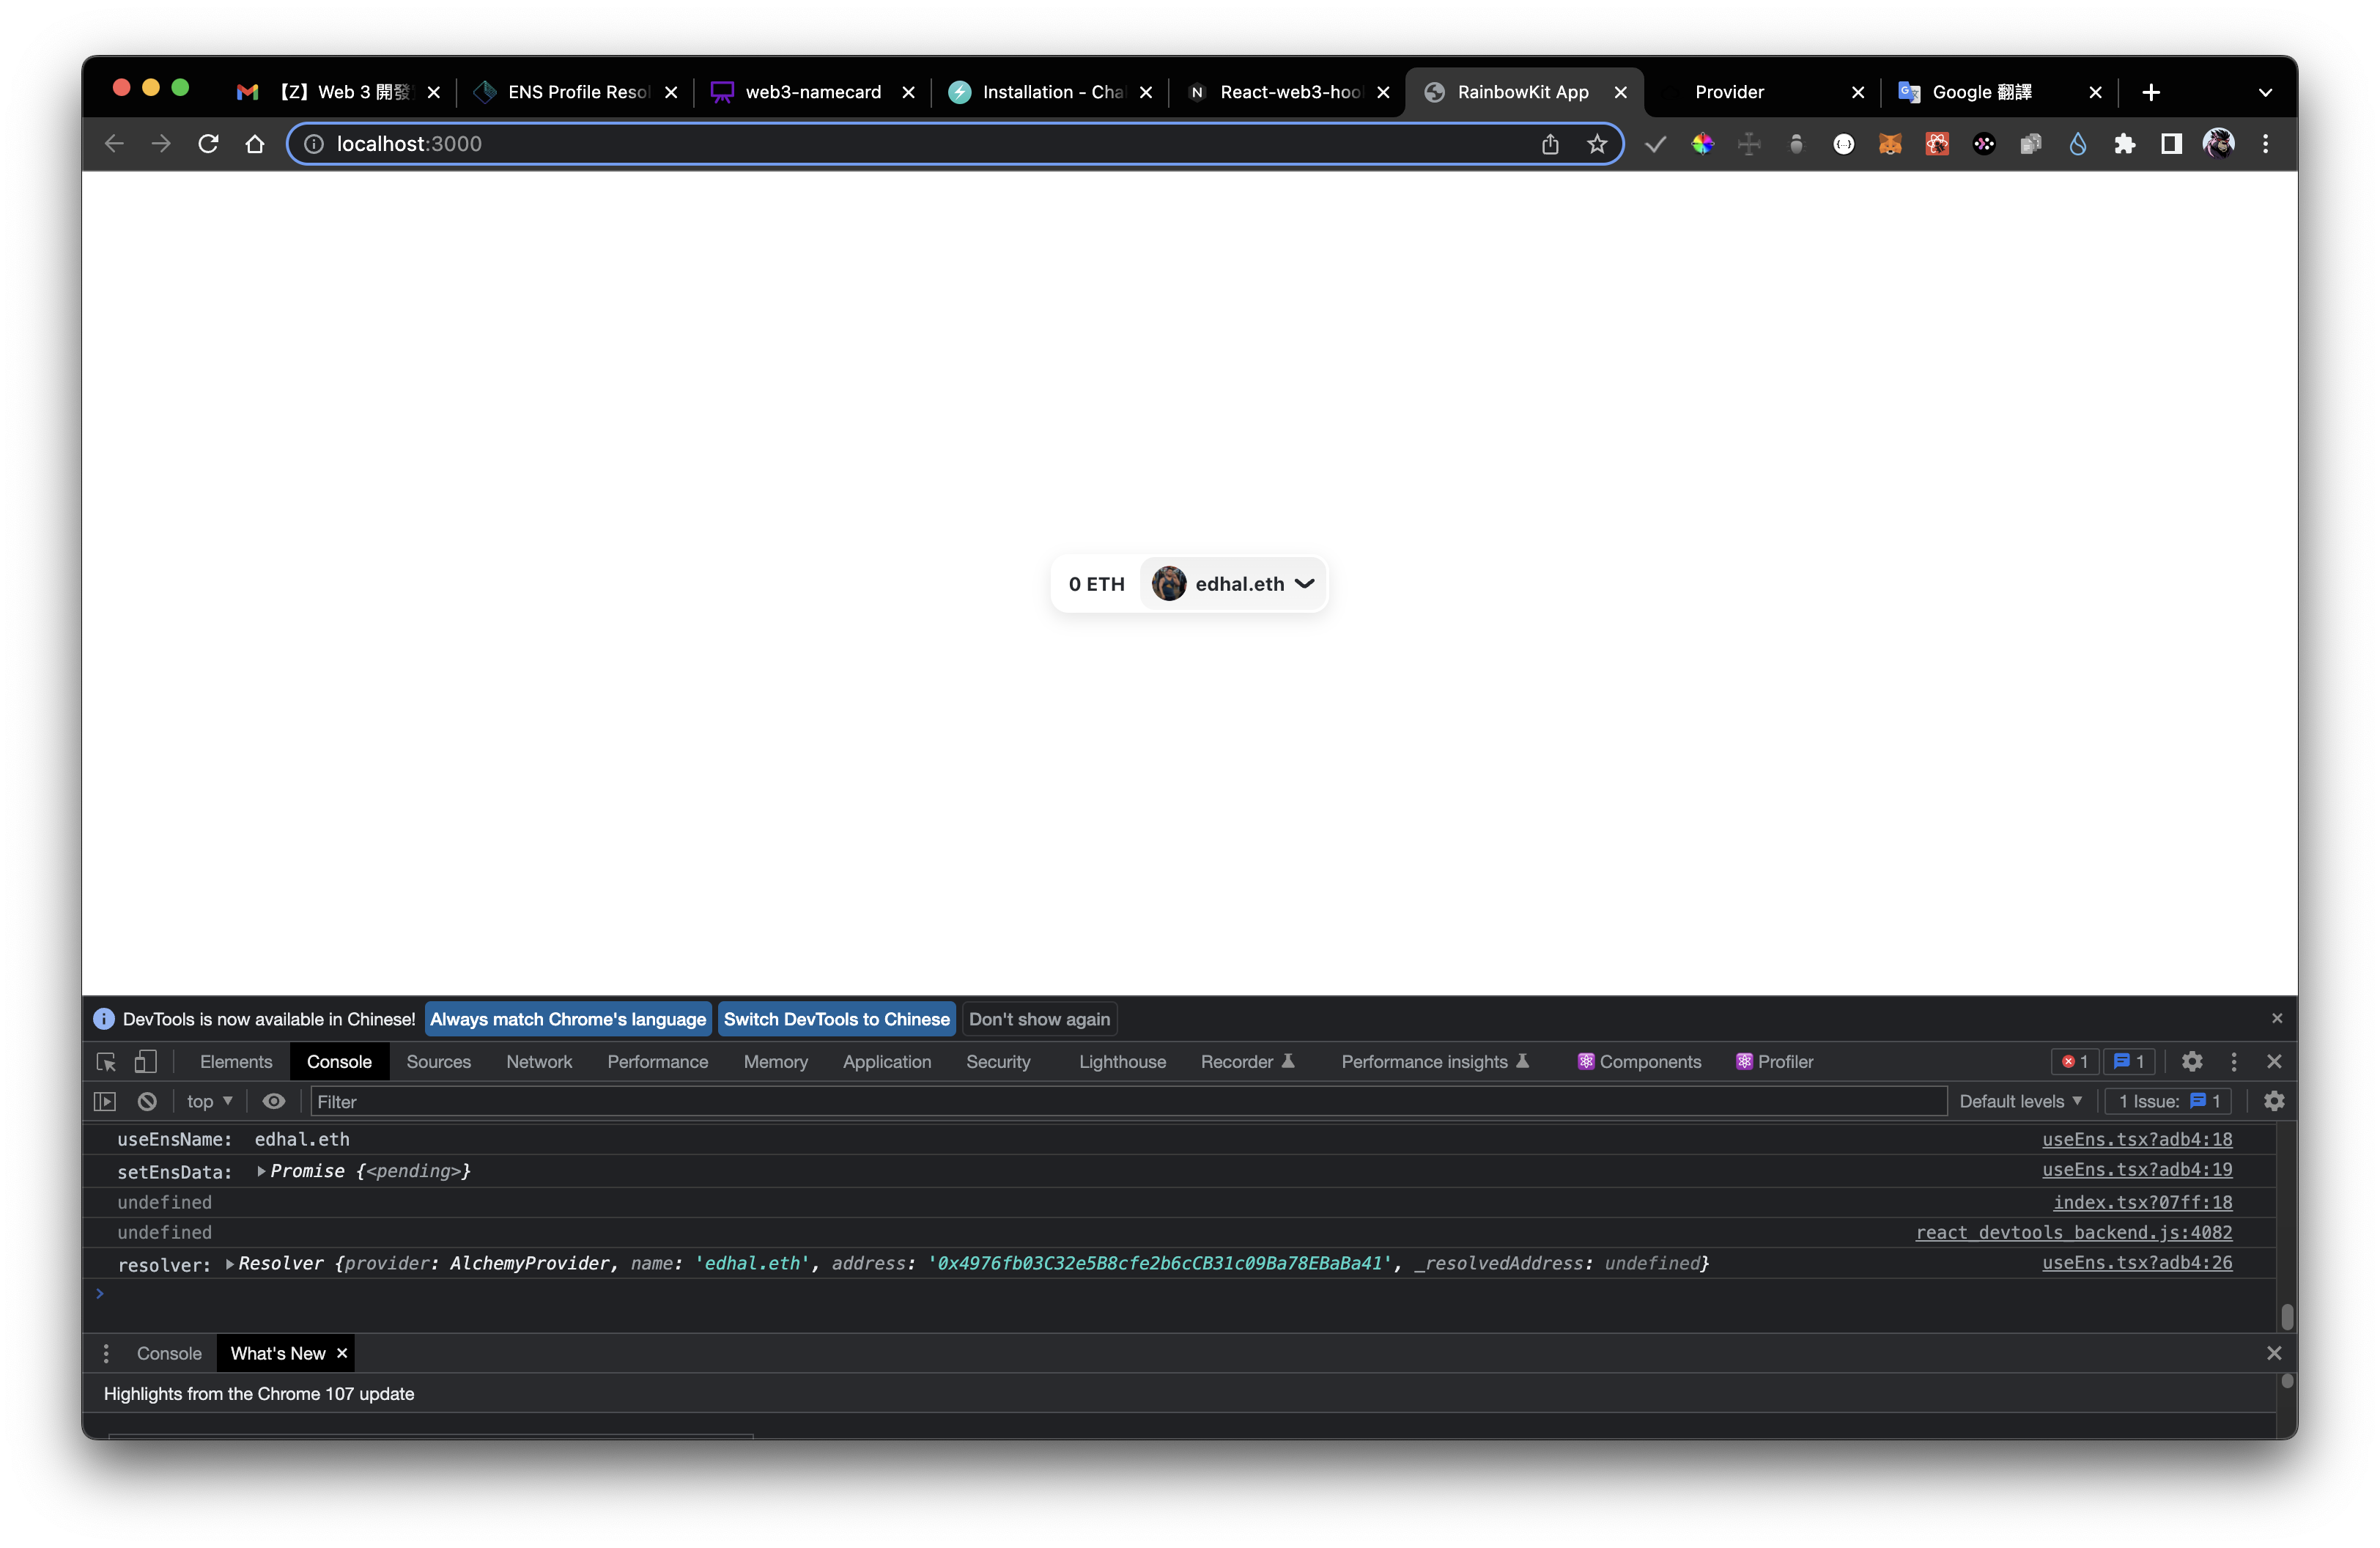 【Z】Web 3 開發
ENS Profile Resol
web3-namecard
Installation - Cha
React-web3-hool
RainbowKit App
Provider
Google 翻譯
localhost:3000
0 ETH
edhal.eth
DevTools is now available in Chinese!
Always match Chrome's language
Switch DevTools to Chinese
Don't show again
Elements
Console
Sources
Network
Performance
Memory
Application
Security
Lighthouse
Recorder
Performance insights
Components
Profiler
1
1
top
Filter
Default levels
1 Issue: 1
useEnsName: edhal.eth
useEns.tsx?adb4:18
setEnsData: Promise {<pending>}
useEns.tsx?adb4:19
undefined
index.tsx?07ff:18
undefined
react_devtools_backend.js:4082
resolver: Resolver {provider: AlchemyProvider, name: 'edhal.eth', address: '0x4976fb03C32e5B8cfe2b6cCB31c09Ba78EBaBa41', _resolvedAddress: undefined}
useEns.tsx?adb4:26
Console
What's New
Highlights from the Chrome 107 update